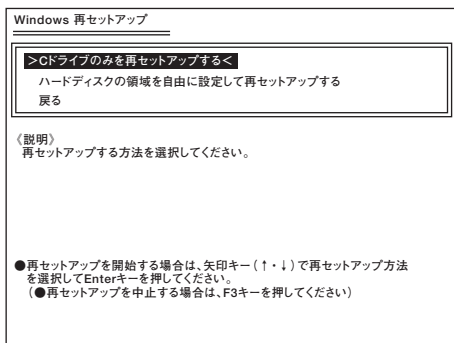 Windows 再セットアップ
>Cドライブのみを再セットアップする<
ハードディスクの領域を自由に設定して再セットアップする
戻る
《説明》
再セットアップする方法を選択してください。
●再セットアップを開始する場合は、矢印キー(↑・↓)で再セットアップ方法
を選択してEnterキーを押してください。
(●再セットアップを中止する場合は、F3キーを押してください)